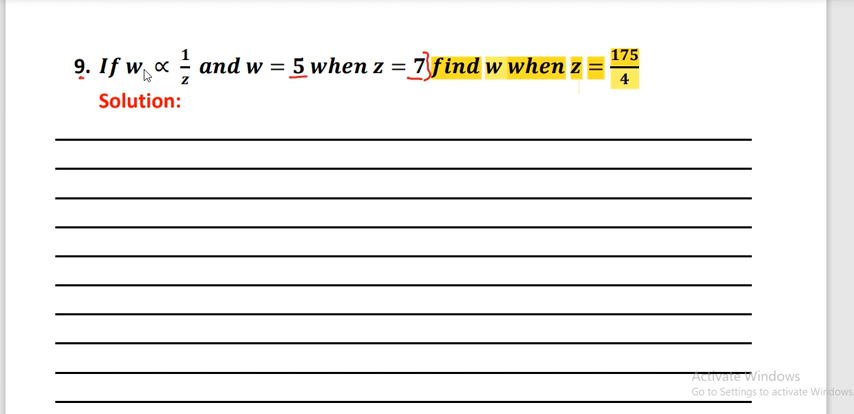 9. If w ∝ 1/z and w = 5 when z = 7 find w when z = 175/4
Solution:
Activate Windows
Go to Settings to activate Windows.